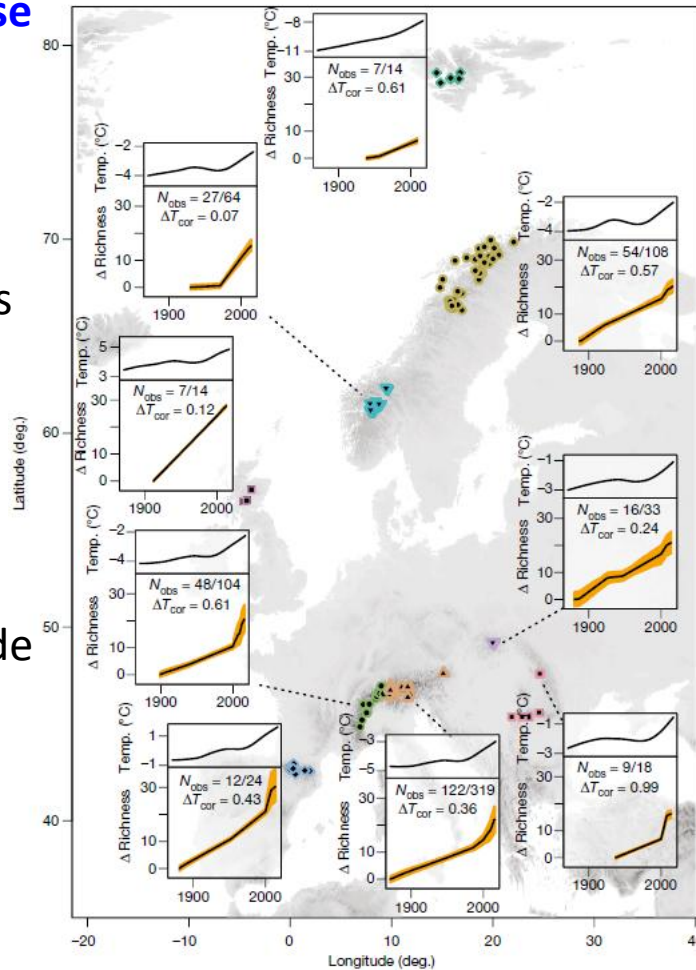 se
s
de
80
70
60
50
40
Latitude (deg.)
−20
−10
0
10
20
30
4
Longitude (deg.)
Temp. (°C)
−8
−11
Δ Richness
30
10
0
N_obs = 7/14
ΔT_cor = 0.61
1900
2000
Temp. (°C)
−2
−4
Δ Richness
30
10
0
N_obs = 27/64
ΔT_cor = 0.07
1900
2000
Temp. (°C)
−2
−4
Δ Richness
30
10
0
N_obs = 54/108
ΔT_cor = 0.57
1900
2000
Temp. (°C)
5
3
Δ Richness
30
10
0
N_obs = 7/14
ΔT_cor = 0.12
1900
2000
Temp. (°C)
−1
−3
Δ Richness
30
10
0
N_obs = 16/33
ΔT_cor = 0.24
1900
2000
Temp. (°C)
−2
−4
Δ Richness
30
10
0
N_obs = 48/104
ΔT_cor = 0.61
1900
2000
Temp. (°C)
1
−1
Δ Richness
30
10
0
N_obs = 12/24
ΔT_cor = 0.43
1900
2000
Temp. (°C)
−3
−5
Δ Richness
30
10
0
N_obs = 122/319
ΔT_cor = 0.36
1900
2000
Temp. (°C)
−1
−3
Δ Richness
30
10
0
N_obs = 9/18
ΔT_cor = 0.99
1900
2000